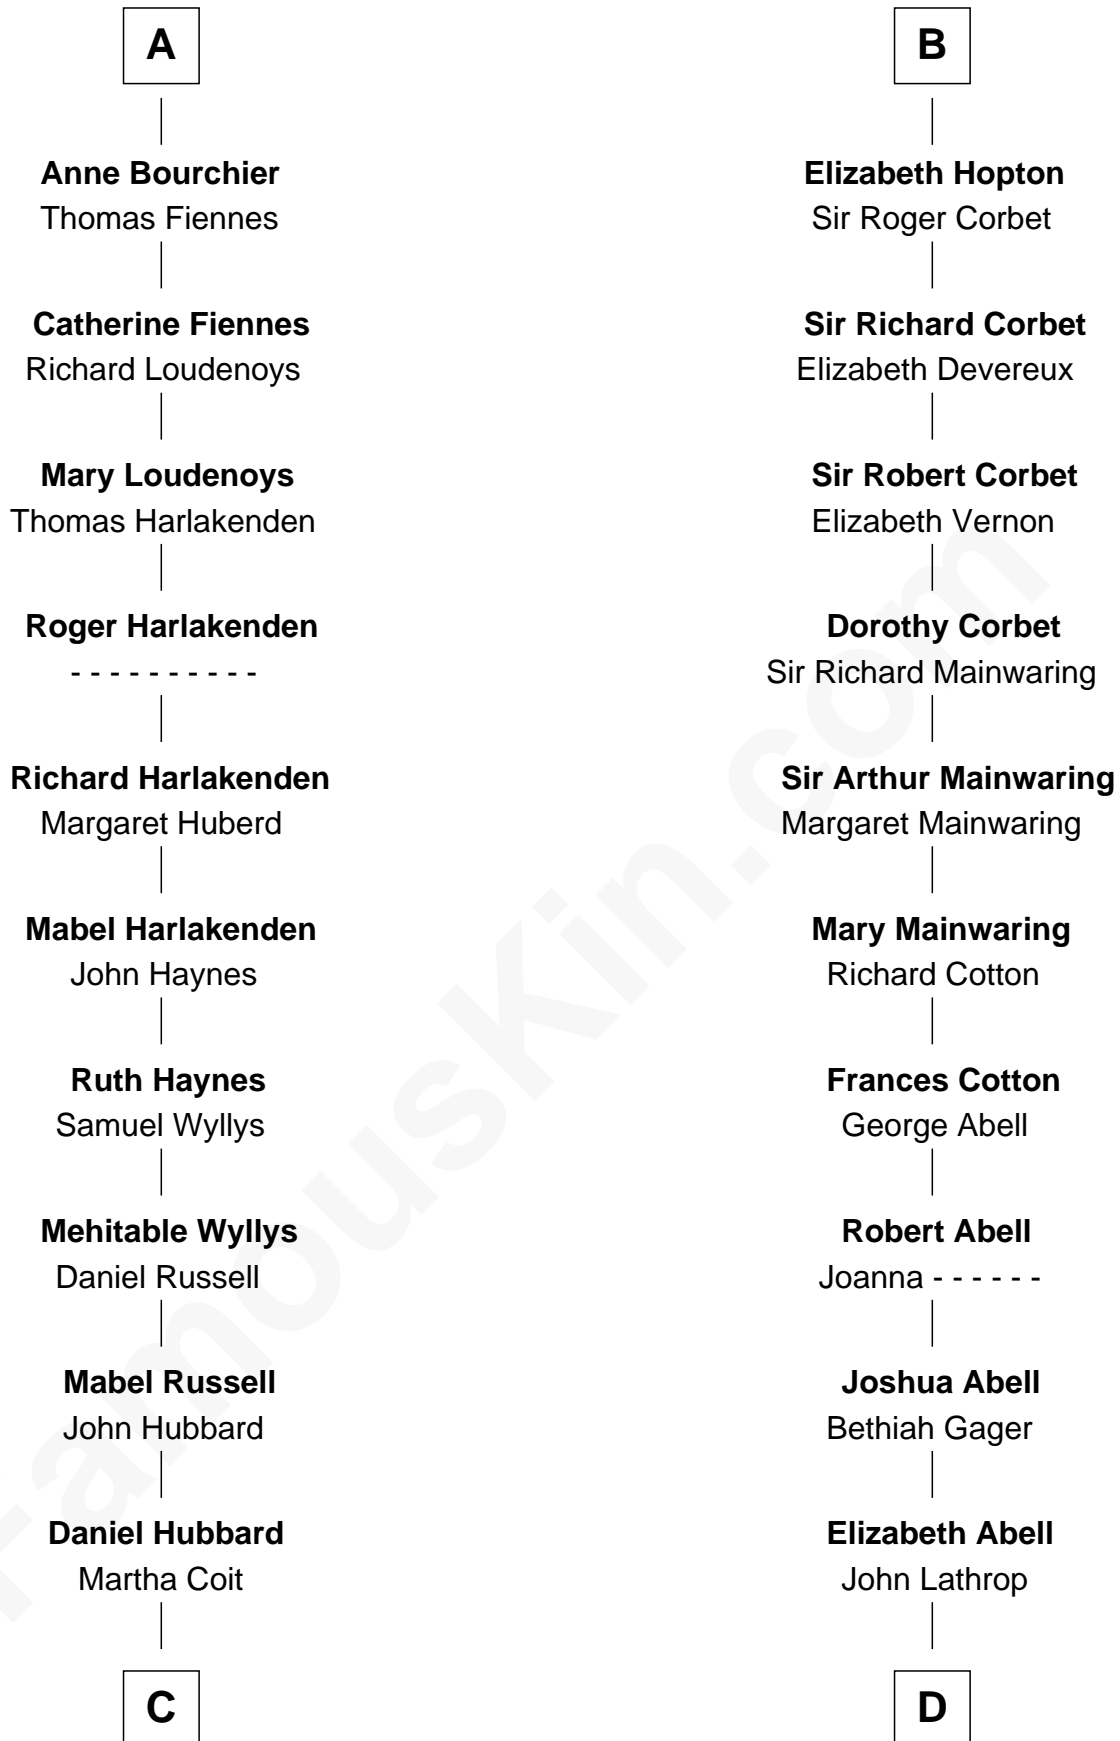 A
Anne Bourchier
Thomas Fiennes
Catherine Fiennes
Richard Loudenoys
Mary Loudenoys
Thomas Harlakenden
Roger Harlakenden
- - - - - - - - - -
Richard Harlakenden
Margaret Huberd
Mabel Harlakenden
John Haynes
Ruth Haynes
Samuel Wyllys
Mehitable Wyllys
Daniel Russell
Mabel Russell
John Hubbard
Daniel Hubbard
Martha Coit
C
B
Elizabeth Hopton
Sir Roger Corbet
Sir Richard Corbet
Elizabeth Devereux
Sir Robert Corbet
Elizabeth Vernon
Dorothy Corbet
Sir Richard Mainwaring
Sir Arthur Mainwaring
Margaret Mainwaring
Mary Mainwaring
Richard Cotton
Frances Cotton
George Abell
Robert Abell
Joanna - - - - - -
Joshua Abell
Bethiah Gager
Elizabeth Abell
John Lathrop
D
FamousKin.com